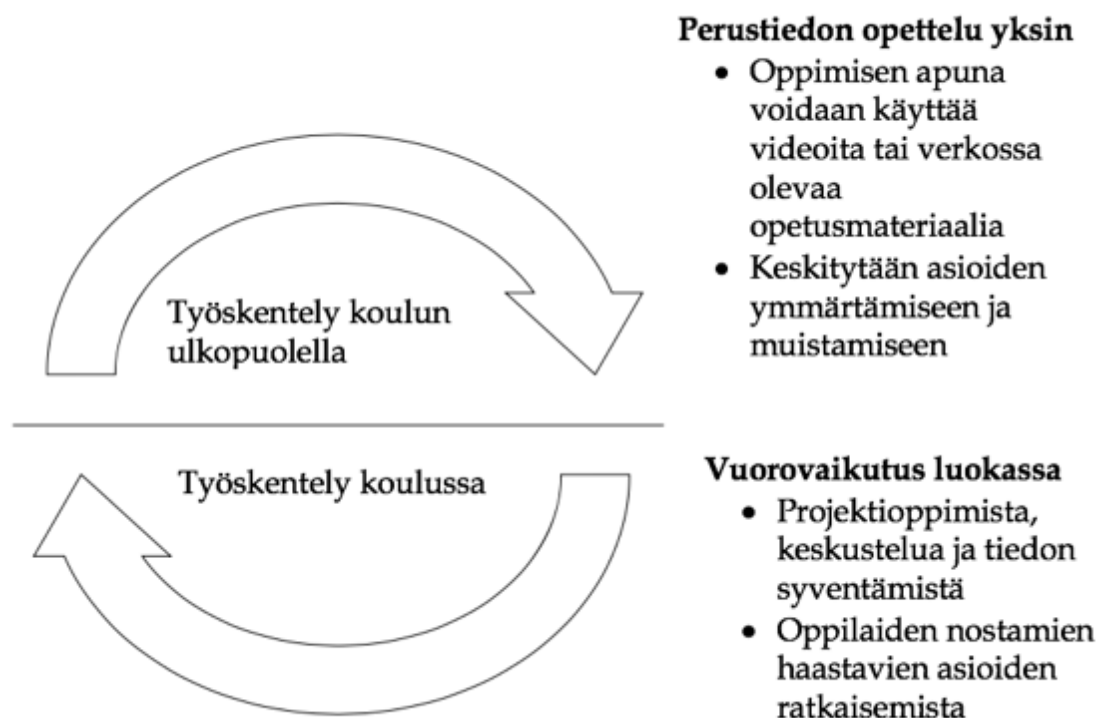 Perustiedon opettelu yksin
• Oppimisen apuna
voidaan käyttää
videoita tai verkossa
olevaa
opetusmateriaalia
• Keskitytään asioiden
ymmärtämiseen ja
muistamiseen
Työskentely koulun
ulkopuolella
Työskentely koulussa
Vuorovaikutus luokassa
• Projektioppimista,
keskustelua ja tiedon
syventämistä
• Oppilaiden nostamien
haastavien asioiden
ratkaisemista